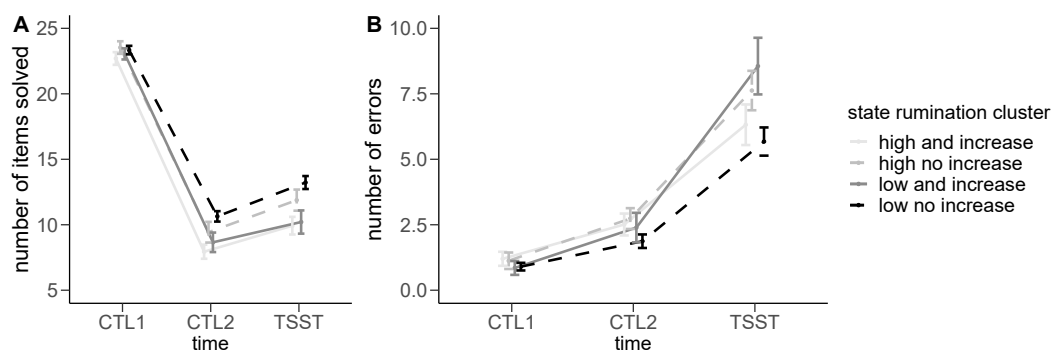 A
number of items solved
25
20
15
10
5
CTL1 CTL2 TSST
time
B
number of errors
10.0
7.5
5.0
2.5
0.0
CTL1 CTL2 TSST
time
state rumination cluster
high and increase
high no increase
low and increase
low no increase